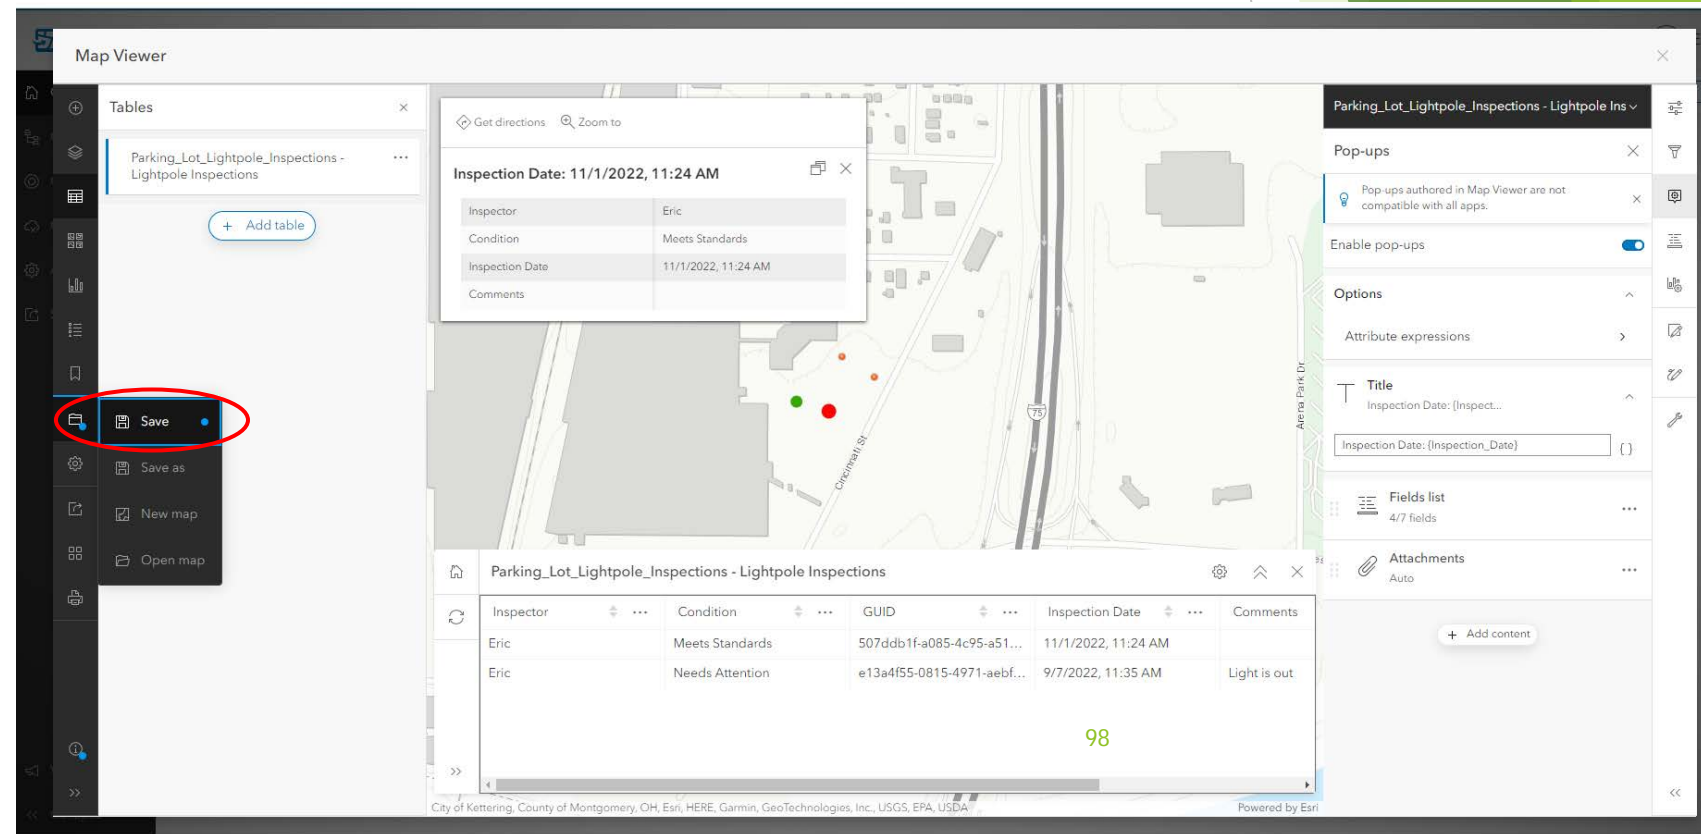 Map Viewer
Tables
Parking_Lot_Lightpole_Inspections -
Lightpole Inspections
+ Add table
Save
Save as
New map
Open map
Get directions Zoom to
Inspection Date: 11/1/2022, 11:24 AM
Inspector Eric
Condition Meets Standards
Inspection Date 11/1/2022, 11:24 AM
Comments
75
Cincinnati St
Arena Park Dr
Parking_Lot_Lightpole_Inspections - Lightpole Inspections
Inspector Condition GUID Inspection Date Comments
Eric Meets Standards 507ddb1f-a085-4c95-a51... 11/1/2022, 11:24 AM
Eric Needs Attention e13a4f55-0815-4971-aebf... 9/7/2022, 11:35 AM Light is out
98
City of Kettering, County of Montgomery, OH, Esri, HERE, Garmin, GeoTechnologies, Inc., USGS, EPA, USDA
Powered by Esri
Parking_Lot_Lightpole_Inspections - Lightpole Ins
Pop-ups
Pop-ups authored in Map Viewer are not
compatible with all apps.
Enable pop-ups
Options
Attribute expressions
Title
Inspection Date: {Inspect...
Inspection Date: {Inspection_Date}
{ }
Fields list
4/7 fields
Attachments
Auto
+ Add content